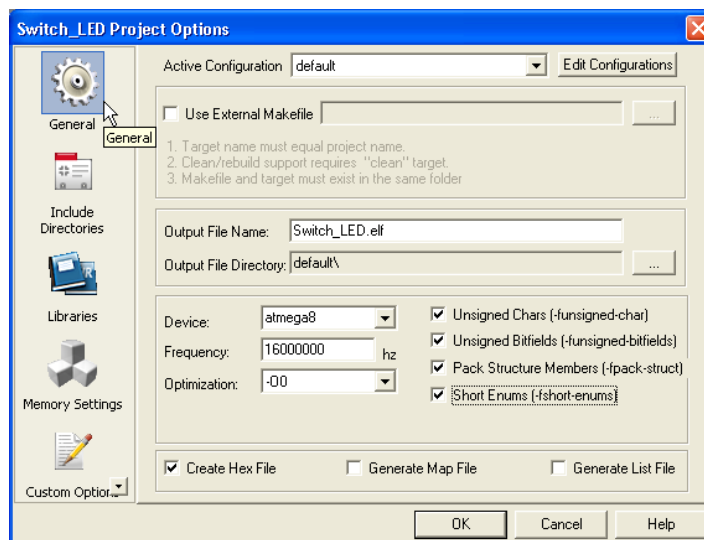 Switch_LED Project Options
General
General
Include
Directories
Libraries
Memory Settings
Custom Option
Active Configuration default Edit Configurations
Use External Makefile ...
1. Target name must equal project name.
2. Clean/rebuild support requires "clean" target.
3. Makefile and target must exist in the same folder
Output File Name: Switch_LED.elf
Output File Directory: default\ ...
Device: atmega8
Frequency: 16000000 hz
Optimization: -O0
Unsigned Chars (-funsigned-char)
Unsigned Bitfields (-funsigned-bitfields)
Pack Structure Members (-fpack-struct)
Short Enums (-fshort-enums)
Create Hex File Generate Map File Generate List File
OK Cancel Help